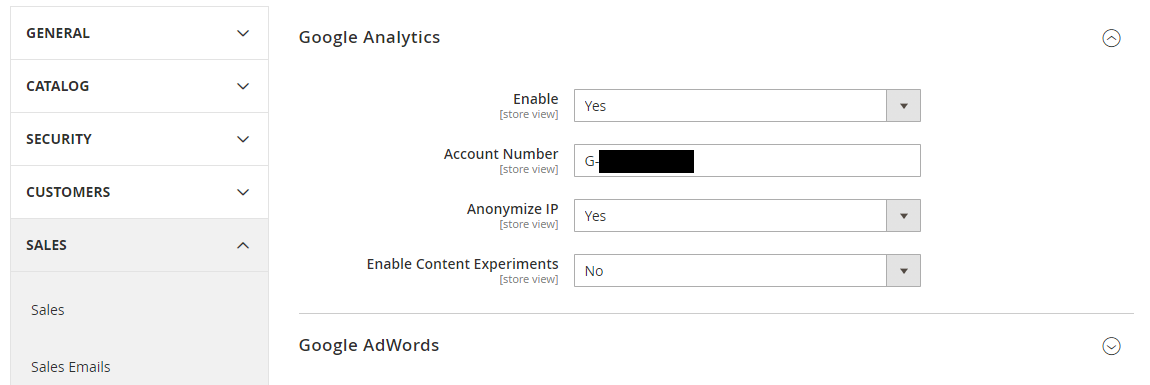 GENERAL
CATALOG
SECURITY
CUSTOMERS
SALES
Sales
Sales Emails
Google Analytics
Enable
[store view]
Yes
Account Number
[store view]
G-
Anonymize IP
[store view]
Yes
Enable Content Experiments
[store view]
No
Google AdWords